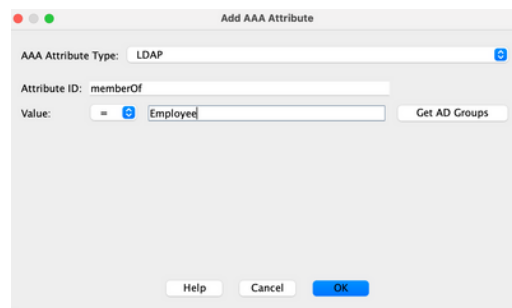 Add AAA Attribute
AAA Attribute Type: LDAP
Attribute ID: memberOf
Value: = Employee Get AD Groups
Help Cancel OK